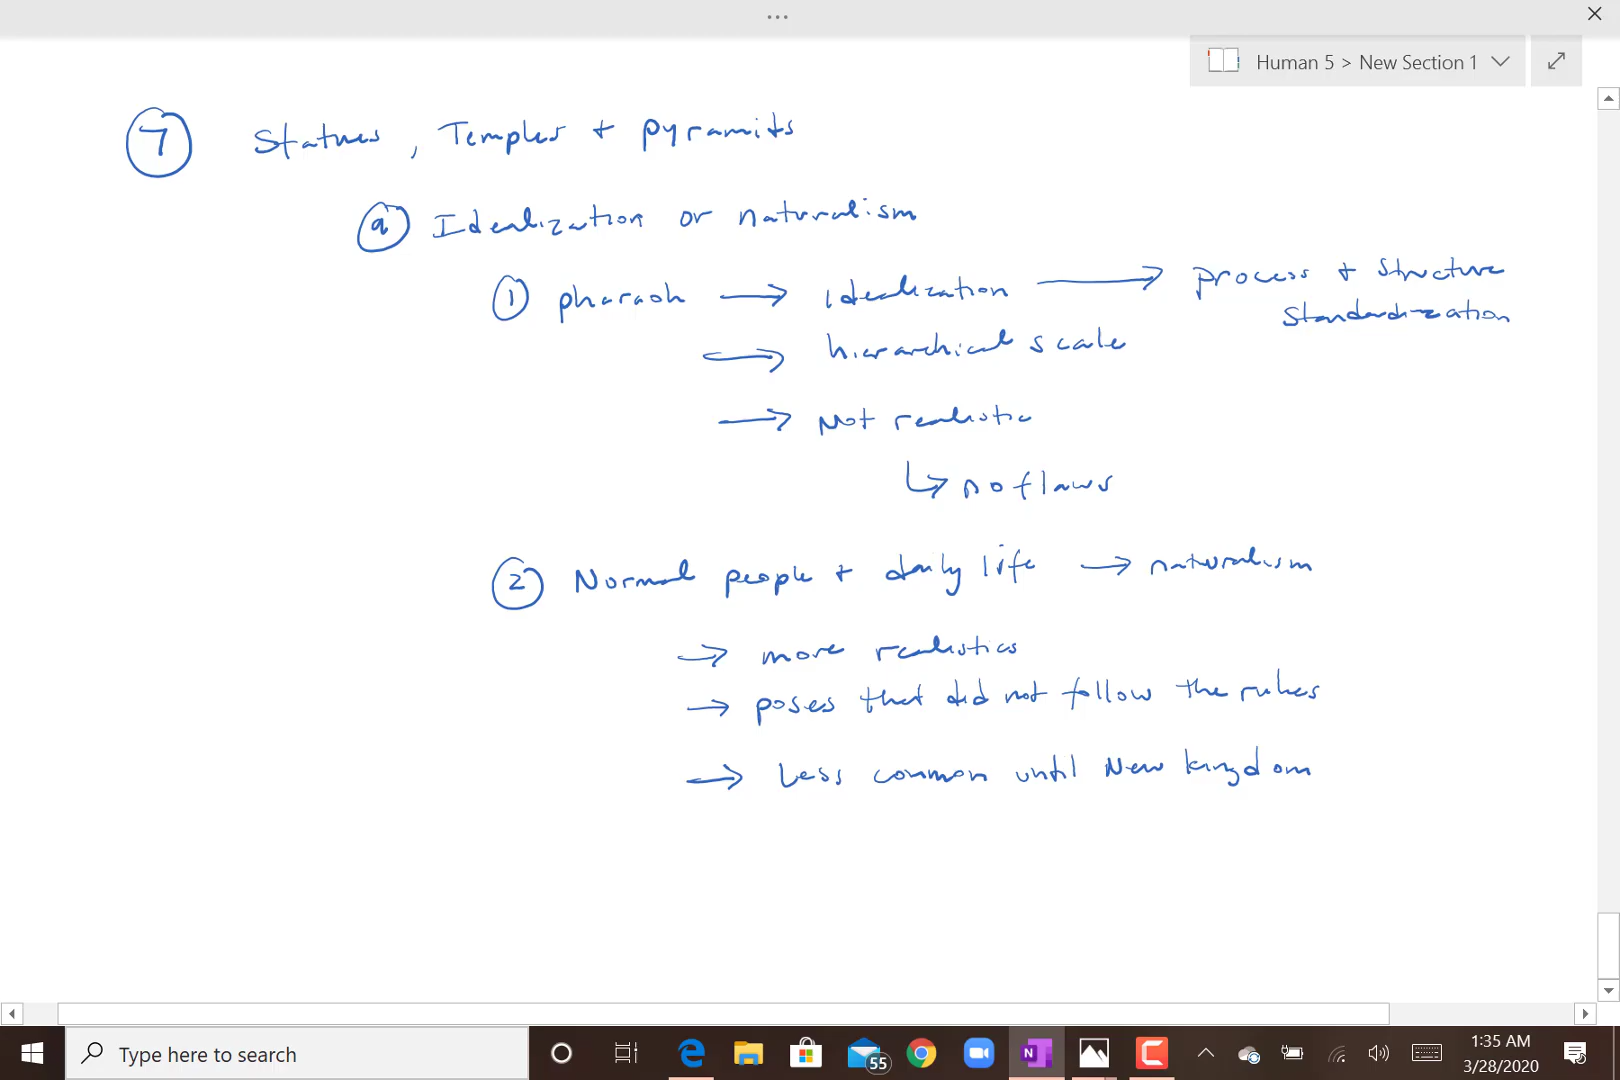 ...
Human 5 > New Section 1
7 Statues, Temples + pyramits
a Idealization or naturalism
1 pharaoh → idealization → process + structure
standardization
→ hierarchical scale
→ Not realistic
↳ no flaws
2 Normal people + daily life → naturalism
→ more realistics
→ poses that did not follow the rules
→ Less common until New kingdom
Type here to search
55
N
1:35 AM
3/28/2020